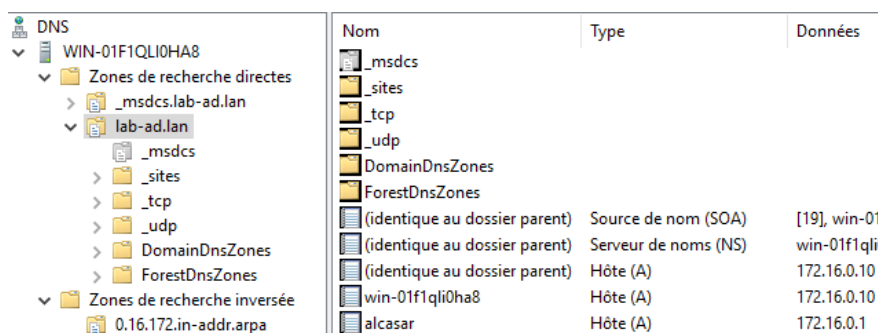 DNS
WIN-01F1QLI0HA8
Zones de recherche directes
_msdcs.lab-ad.lan
lab-ad.lan
_msdcs
_sites
_tcp
_udp
DomainDnsZones
ForestDnsZones
Zones de recherche inversée
0.16.172.in-addr.arpa
Nom Type Données
_msdcs
_sites
_tcp
_udp
DomainDnsZones
ForestDnsZones
(identique au dossier parent) Source de nom (SOA) [19], win-01
(identique au dossier parent) Serveur de noms (NS) win-01f1qli
(identique au dossier parent) Hôte (A) 172.16.0.10
win-01f1qli0ha8 Hôte (A) 172.16.0.10
alcasar Hôte (A) 172.16.0.1